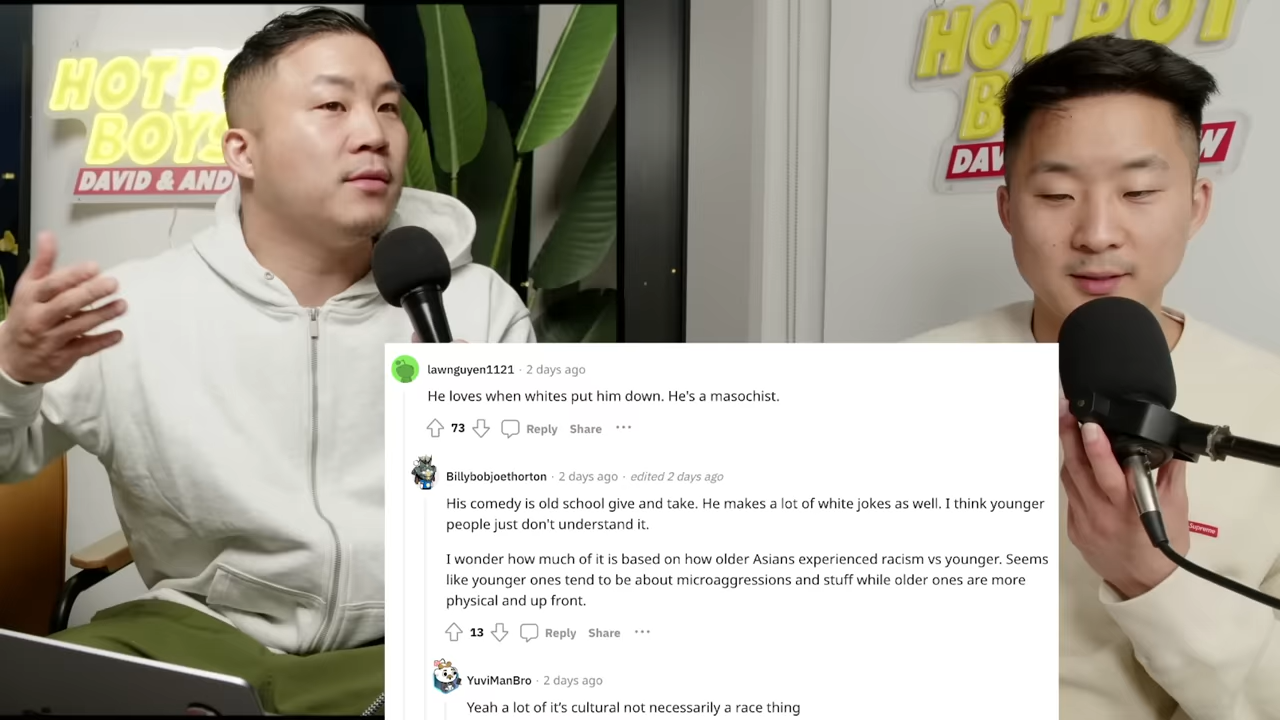 HOT P
BOYS
DAVID & AND
HOT POT
B
DAV
W
lawnguyen1121 · 2 days ago
He loves when whites put him down. He's a masochist.
73 Reply Share ···
Billybobjoethorton · 2 days ago · edited 2 days ago
His comedy is old school give and take. He makes a lot of white jokes as well. I think younger
people just don't understand it.
I wonder how much of it is based on how older Asians experienced racism vs younger. Seems
like younger ones tend to be about microaggressions and stuff while older ones are more
physical and up front.
13 Reply Share ···
Supreme
YuviManBro · 2 days ago
Yeah a lot of it's cultural not necessarily a race thing